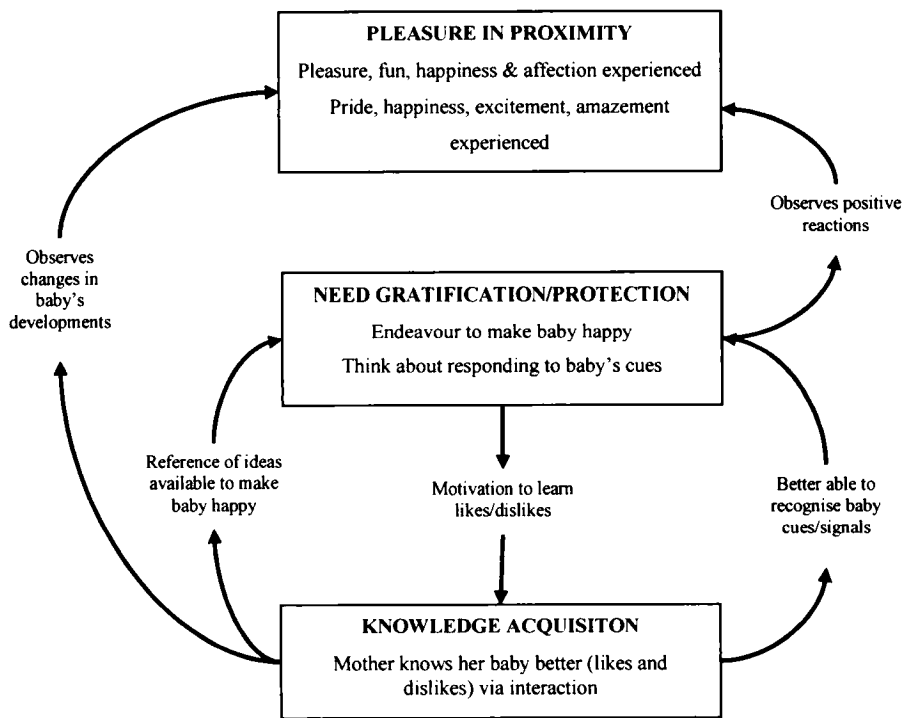 PLEASURE IN PROXIMITY
Pleasure, fun, happiness & affection experienced
Pride, happiness, excitement, amazement
experienced
Observes positive
reactions
Observes
changes in
baby's
developments
NEED GRATIFICATION/PROTECTION
Endeavour to make baby happy
Think about responding to baby's cues
Reference of ideas
available to make
baby happy
Motivation to learn
likes/dislikes
Better able to
recognise baby
cues/signals
KNOWLEDGE ACQUISITON
Mother knows her baby better (likes and
dislikes) via interaction